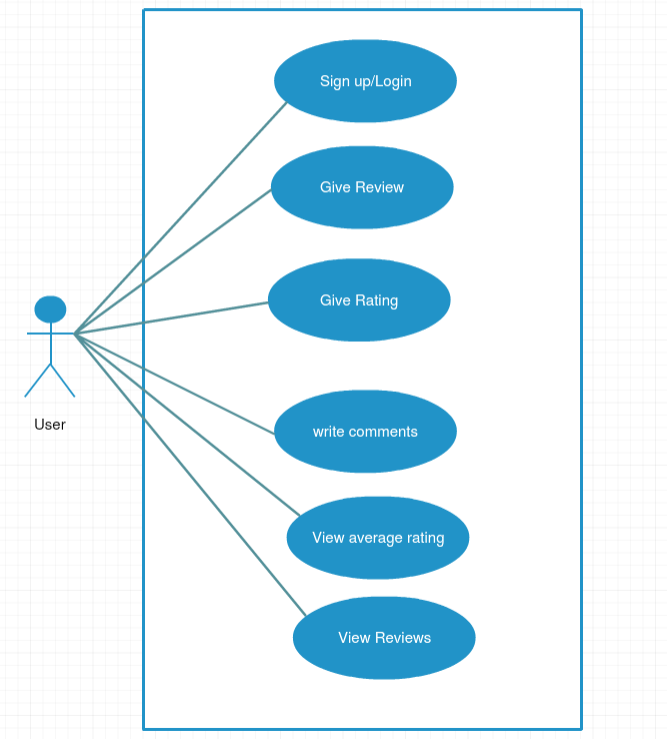 Sign up/Login
Give Review
Give Rating
User
write comments
View average rating
View Reviews